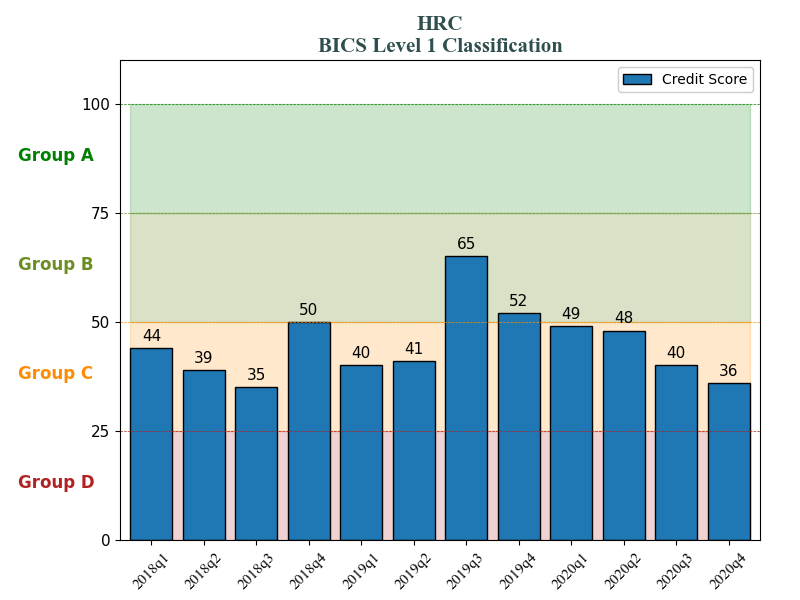 HRC
BICS Level 1 Classification
Credit Score
100
Group A
75
Group B
65
52
50
50
49
48
44
41
40
40
39
36
35
Group C
25
Group D
0
2018q1
2018q2
2018q3
2018q4
2019q1
2019q2
2019q3
2019q4
2020q1
2020q2
2020q3
2020q4